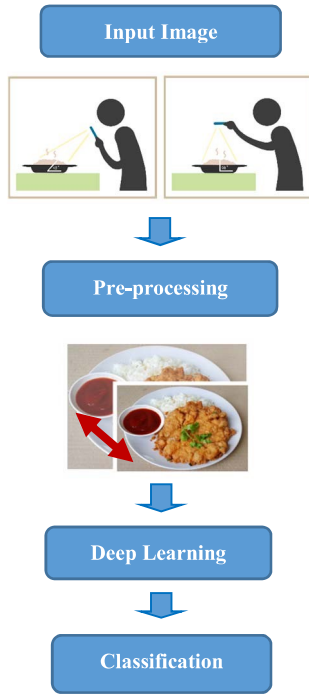 Input Image
Pre-processing
Deep Learning
Classification